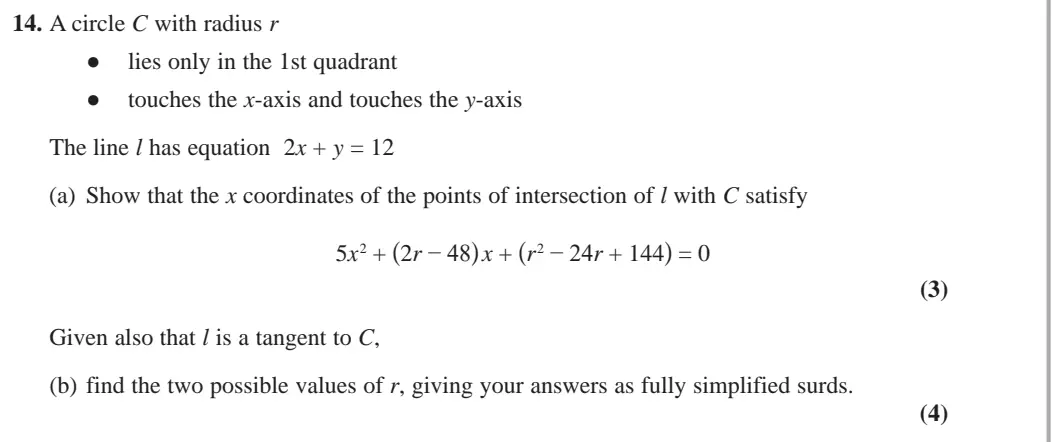 14. A circle C with radius r
● lies only in the 1st quadrant
● touches the x-axis and touches the y-axis
The line l has equation 2x + y = 12
(a) Show that the x coordinates of the points of intersection of l with C satisfy
5x² + (2r − 48)x + (r² − 24r + 144) = 0
(3)
Given also that l is a tangent to C,
(b) find the two possible values of r, giving your answers as fully simplified surds.
(4)